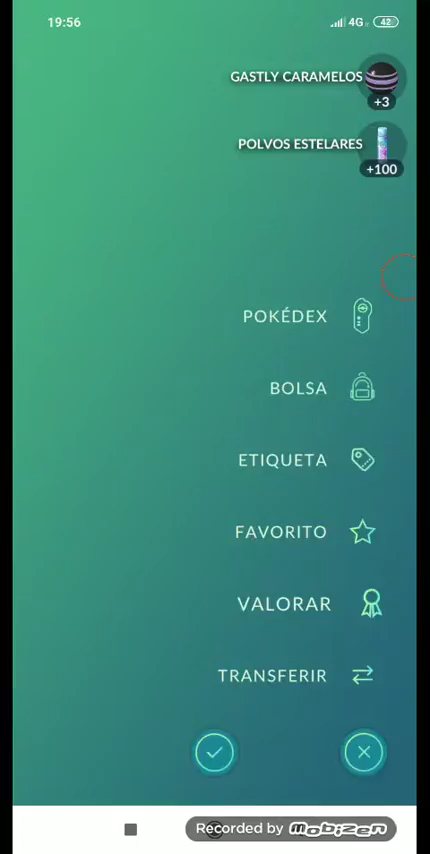 19:56
4G 42
GASTLY CARAMELOS
+3
POLVOS ESTELARES
+100
POKÉDEX
BOLSA
ETIQUETA
FAVORITO
VALORAR
TRANSFERIR
Recorded by mobizen